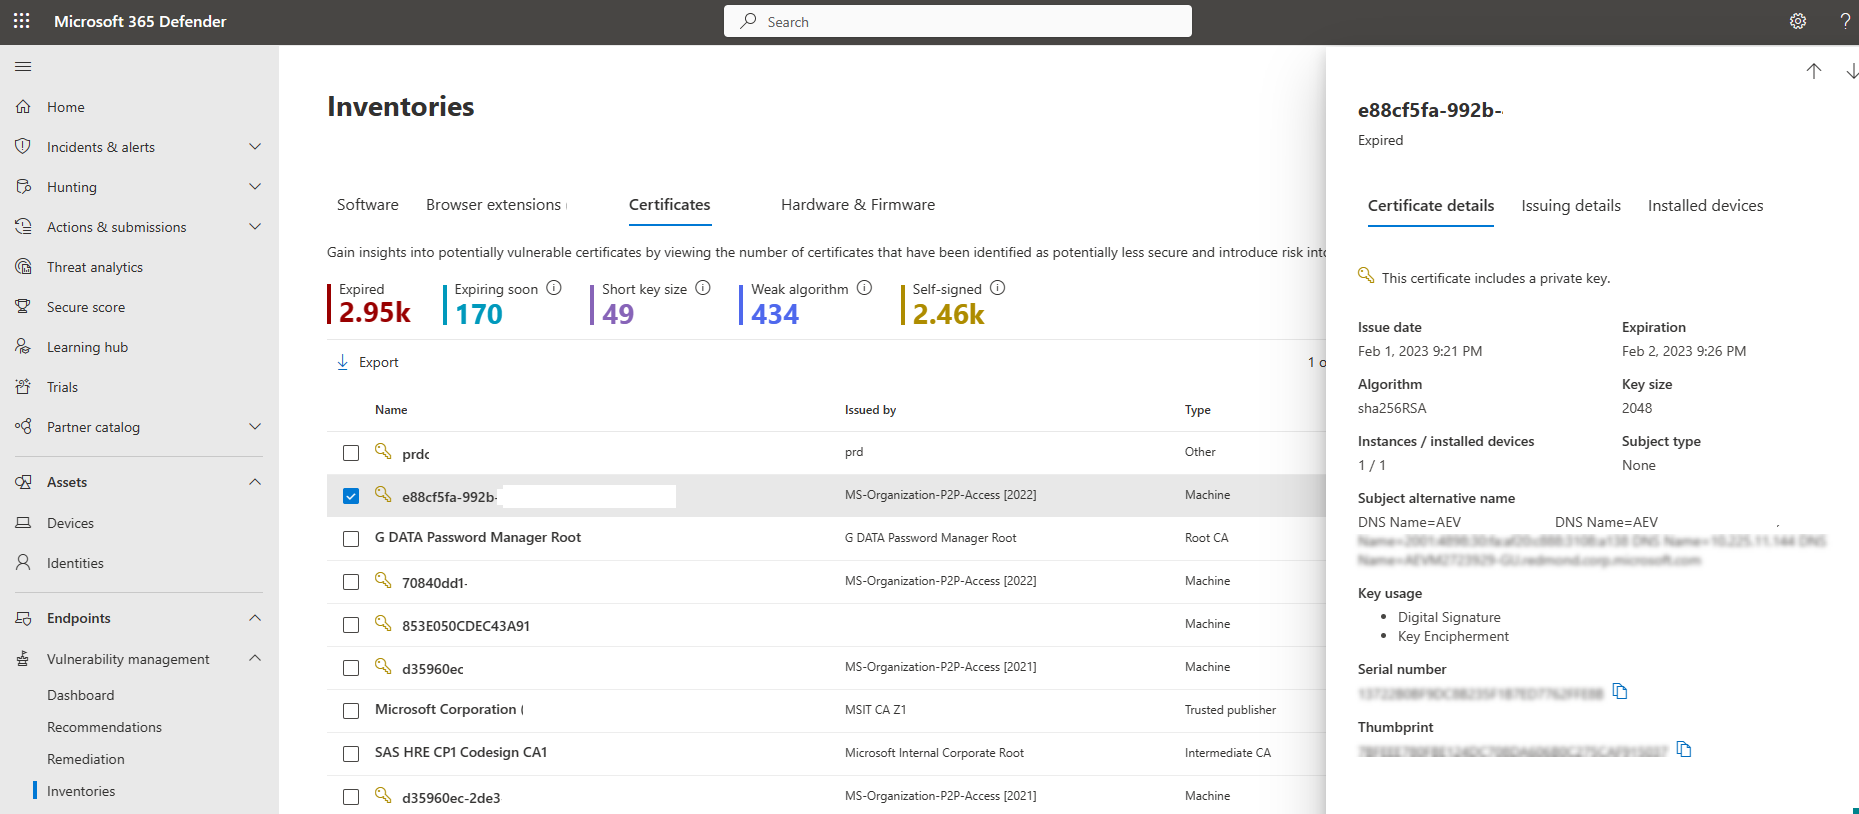 Microsoft 365 Defender
Search
?
Home
Incidents & alerts
Hunting
Actions & submissions
Threat analytics
Secure score
Learning hub
Trials
Partner catalog
Assets
Devices
Identities
Endpoints
Vulnerability management
Dashboard
Recommendations
Remediation
Inventories
Inventories
Software Browser extensions Certificates Hardware & Firmware
Gain insights into potentially vulnerable certificates by viewing the number of certificates that have been identified as potentially less secure and introduce risk into
Expired Expiring soon Short key size Weak algorithm Self-signed
2.95k 170 49 434 2.46k
Export 1 o
Name Issued by Type
prdc prd Other
e88cf5fa-992b- MS-Organization-P2P-Access [2022] Machine
G DATA Password Manager Root G DATA Password Manager Root Root CA
70840dd1- MS-Organization-P2P-Access [2022] Machine
853E050CDEC43A91 Machine
d35960ec MS-Organization-P2P-Access [2021] Machine
Microsoft Corporation ( MSIT CA Z1 Trusted publisher
SAS HRE CP1 Codesign CA1 Microsoft Internal Corporate Root Intermediate CA
d35960ec-2de3 MS-Organization-P2P-Access [2021] Machine
e88cf5fa-992b-
Expired
Certificate details Issuing details Installed devices
This certificate includes a private key.
Issue date Expiration
Feb 1, 2023 9:21 PM Feb 2, 2023 9:26 PM
Algorithm Key size
sha256RSA 2048
Instances / installed devices Subject type
1 / 1 None
Subject alternative name
DNS Name=AEV DNS Name=AEV ,
Key usage
• Digital Signature
• Key Encipherment
Serial number
Thumbprint